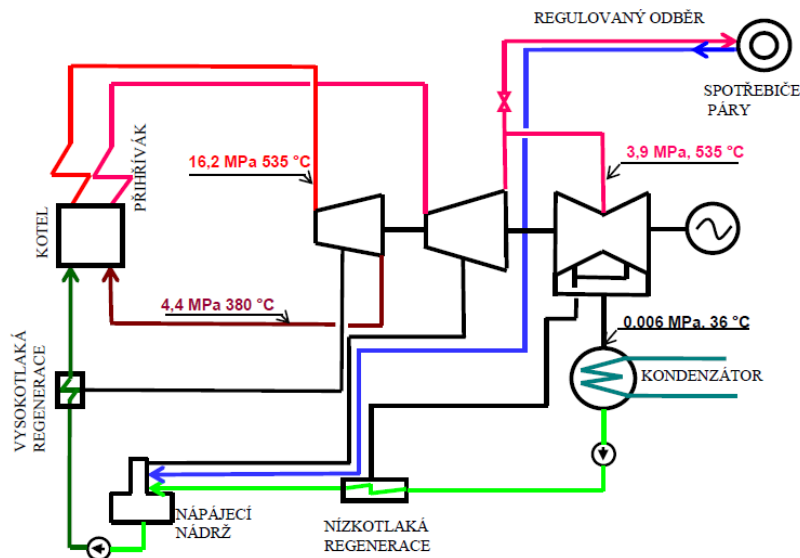 REGULOVANÝ ODBĚR
SPOTŘEBIČE
PÁRY
16,2 MPa 535 °C
3,9 MPa, 535 °C
PŘIHŘÍVÁK
KOTEL
4,4 MPa 380 °C
0,006 MPa, 36 °C
KONDENZÁTOR
VYSOKOTLAKÁ
REGENERACE
NÁPÁJECÍ
NÁDRŽ
NÍZKOTLAKÁ
REGENERACE